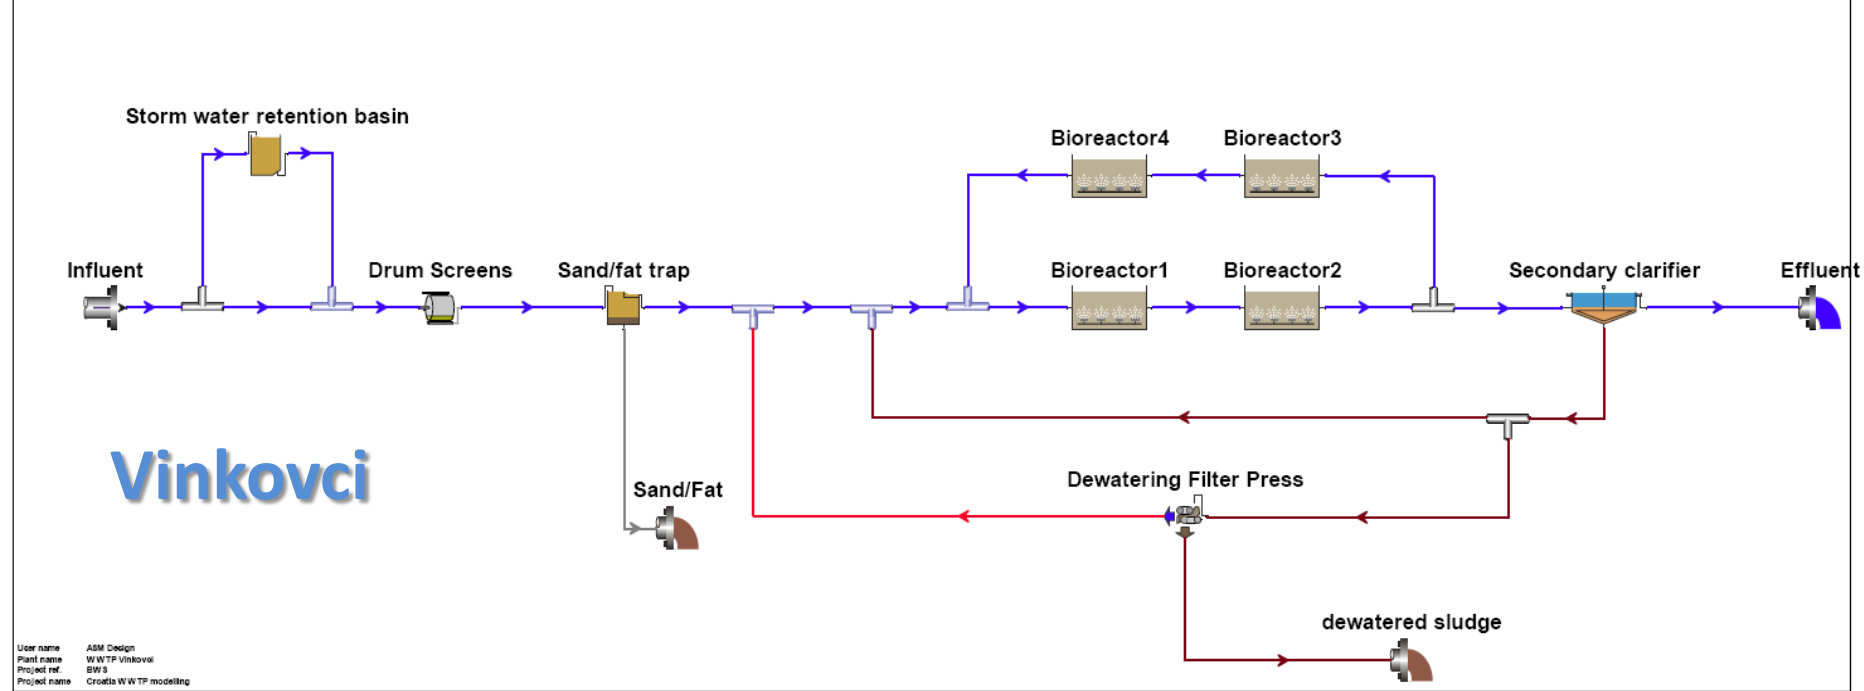 Storm water retention basin
Bioreactor4
Bioreactor3
Influent
Drum Screens
Sand/fat trap
Bioreactor1
Bioreactor2
Secondary clarifier
Effluent
Vinkovci
Sand/Fat
Dewatering Filter Press
dewatered sludge
User name ASM Design
Plant name WWTP Vinkovci
Project ref. BWS
Project name Croatia WWTP modelling